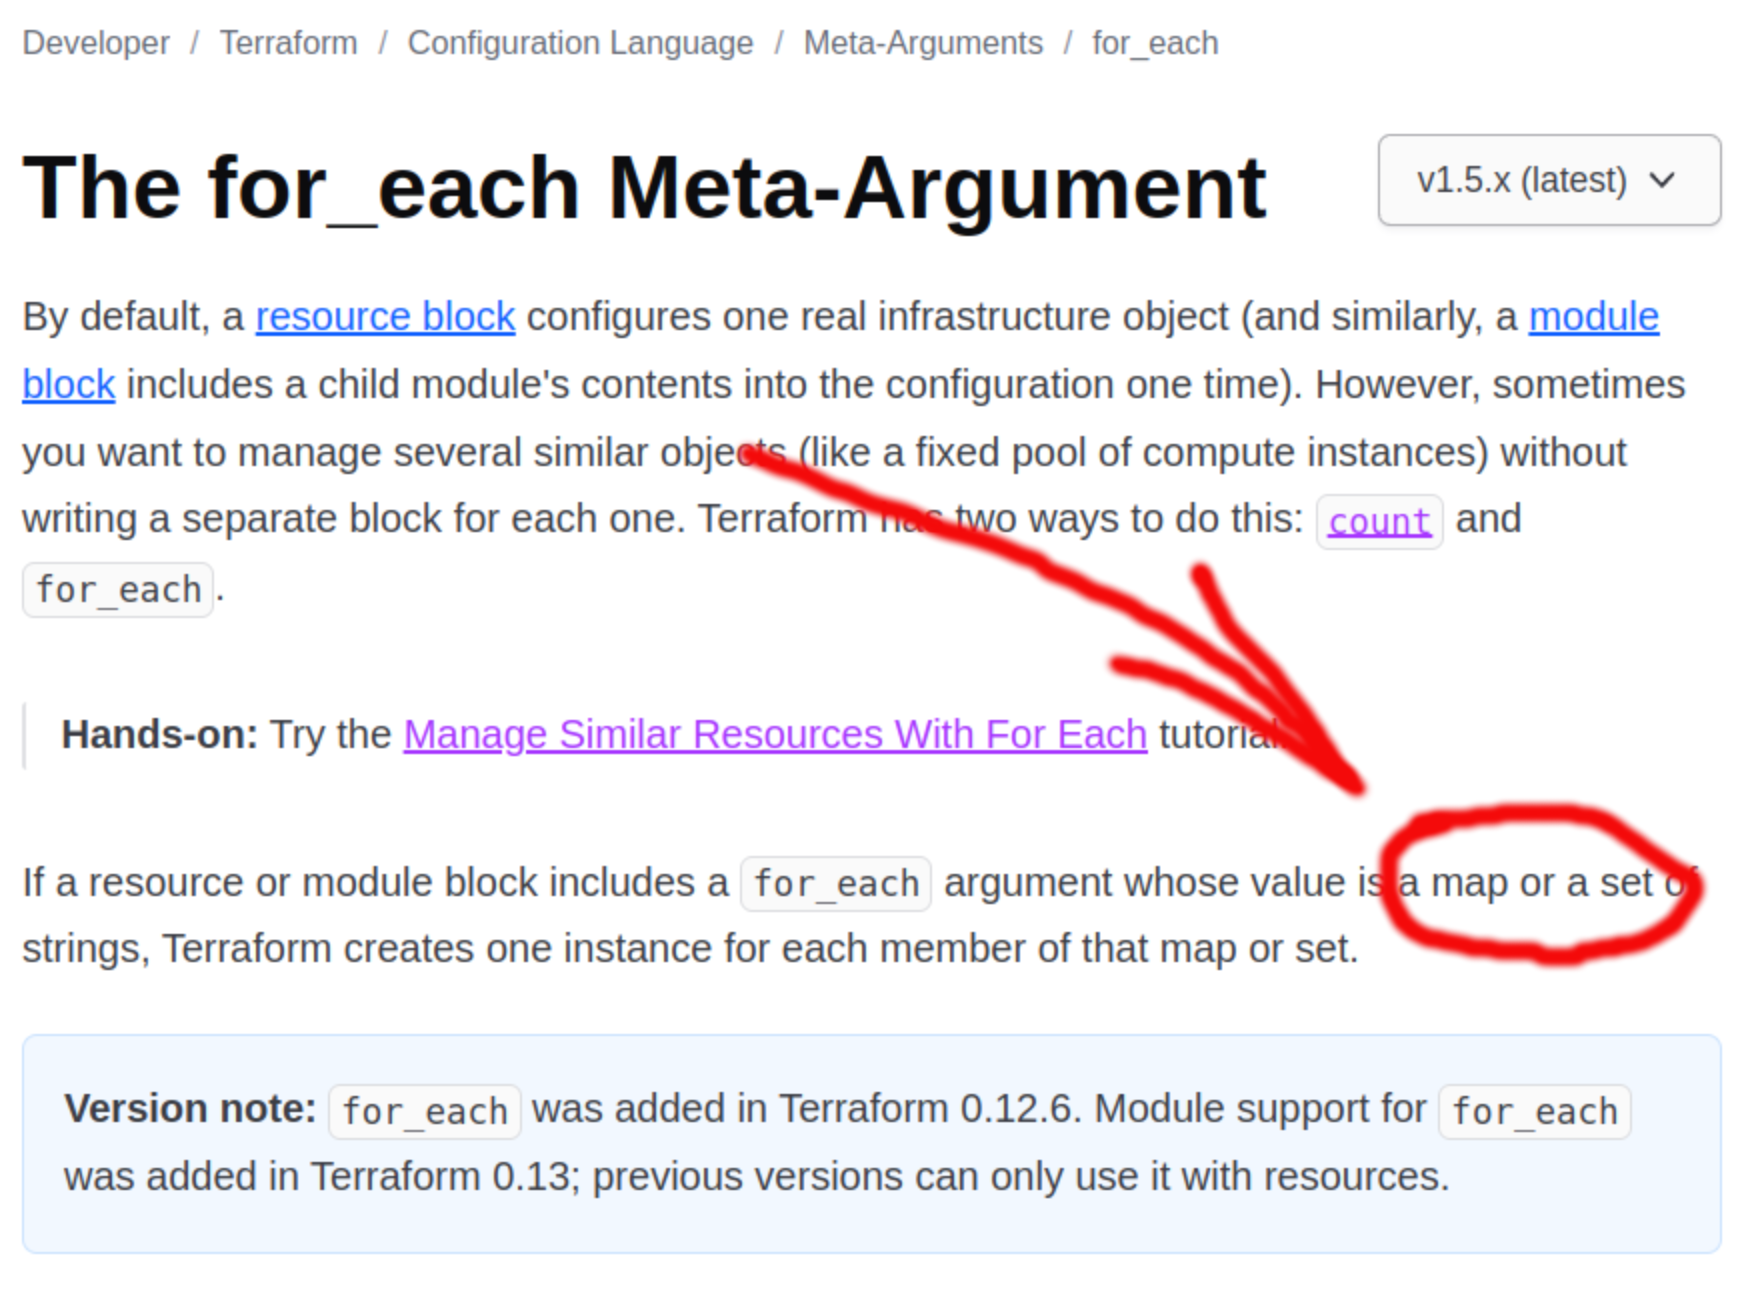 Developer / Terraform / Configuration Language / Meta-Arguments / for_each
The for_each Meta-Argument
v1.5.x (latest)
By default, a resource block configures one real infrastructure object (and similarly, a module
block includes a child module's contents into the configuration one time). However, sometimes
you want to manage several similar objects (like a fixed pool of compute instances) without
writing a separate block for each one. Terraform has two ways to do this: count and
for_each.
Hands-on: Try the Manage Similar Resources With For Each tutorial.
If a resource or module block includes a for_each argument whose value is a map or a set of
strings, Terraform creates one instance for each member of that map or set.
Version note: for_each was added in Terraform 0.12.6. Module support for for_each
was added in Terraform 0.13; previous versions can only use it with resources.